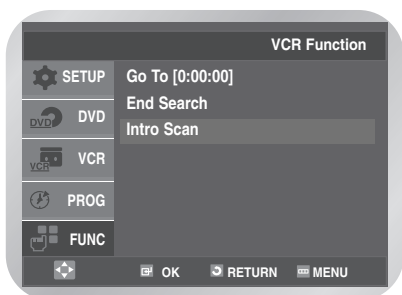 VCR Function
SETUP
DVD DVD
VCR VCR
PROG
FUNC
Go To [0:00:00]
End Search
Intro Scan
OK RETURN MENU